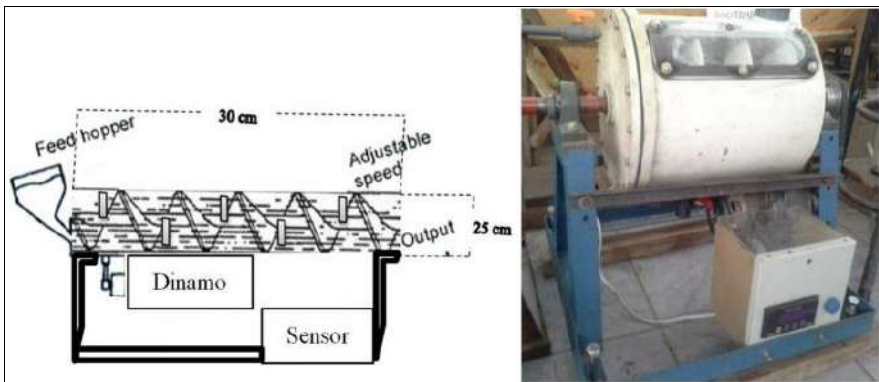 30 cm
Feed hopper
Adjustable
speed
Output
25 cm
Dinamo
Sensor